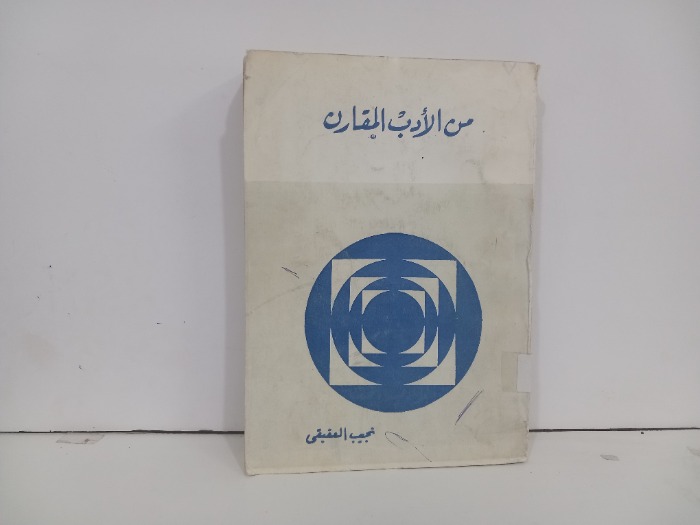 من الأدب المقارن
نجيب العقيقي